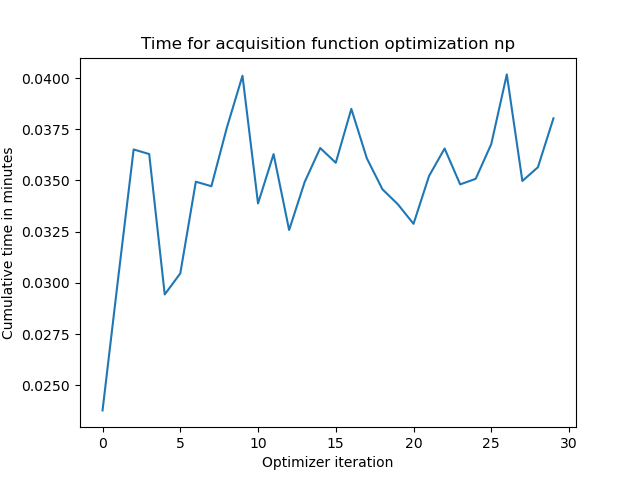 Time for acquisition function optimization np
Cumulative time in minutes
0.0400
0.0375
0.0350
0.0325
0.0300
0.0275
0.0250
0 5 10 15 20 25 30
Optimizer iteration